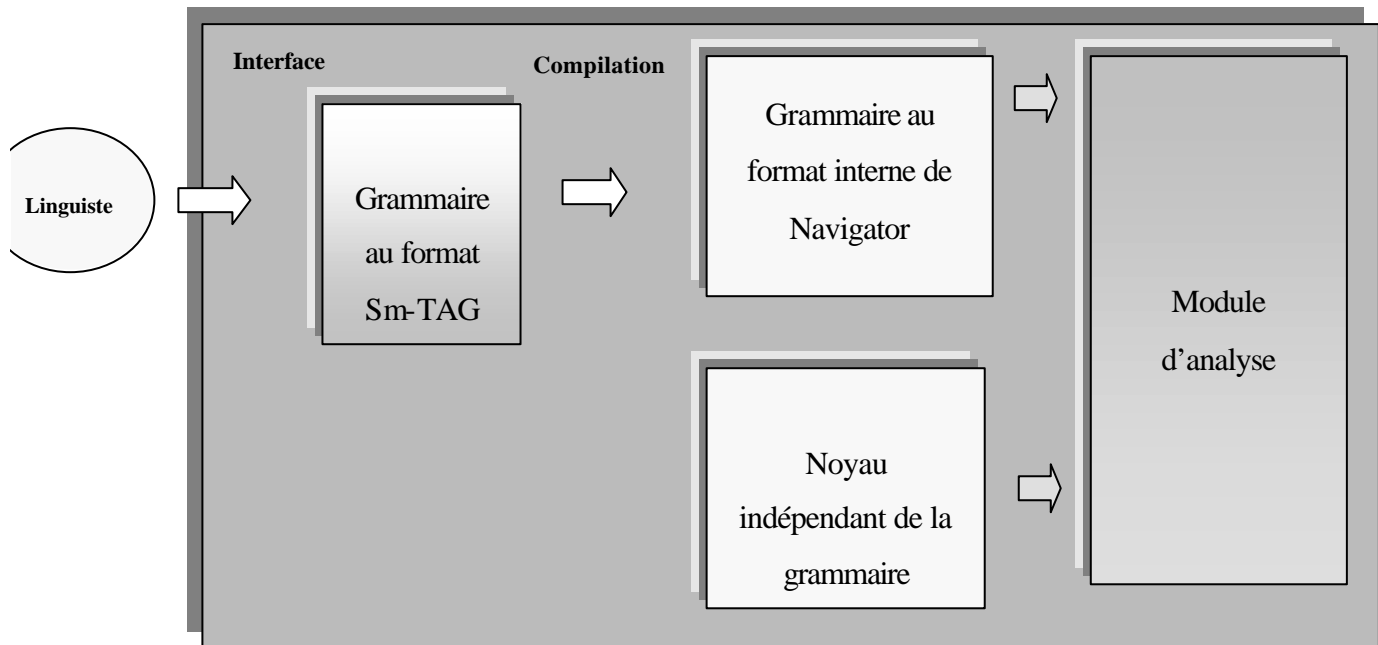 Linguiste
Interface
Grammaire
au format
Sm-TAG
Compilation
Grammaire au
format interne de
Navigator
Noyau
indépendant de la
grammaire
Module
d’analyse